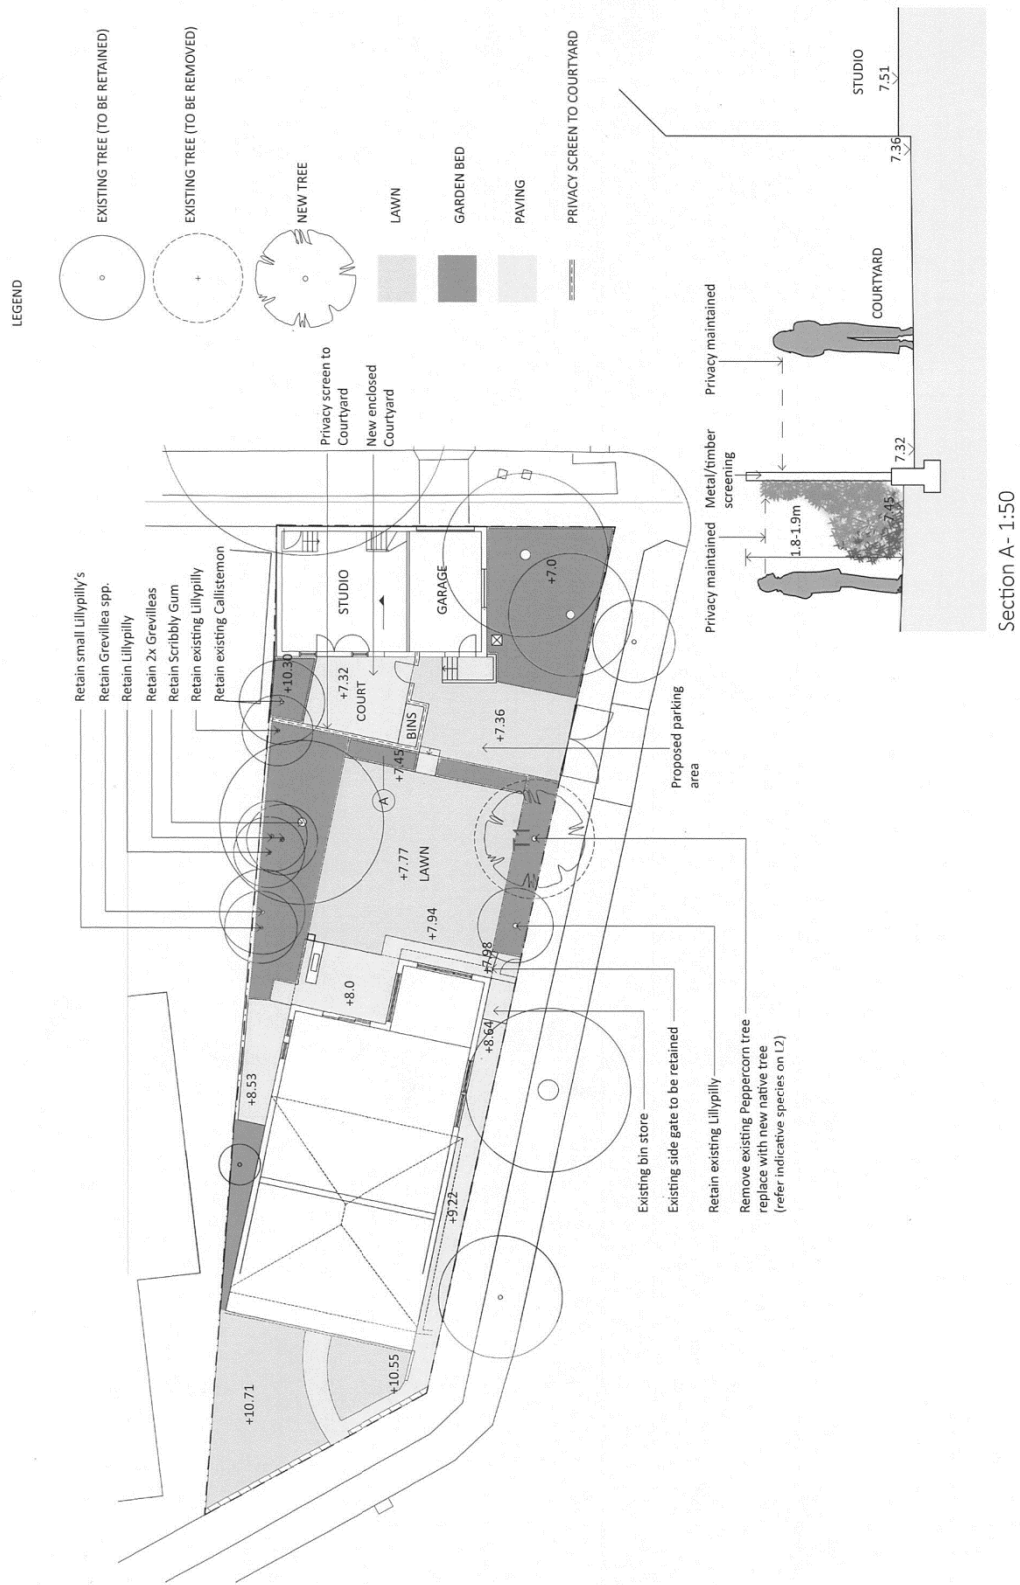 LEGEND
EXISTING TREE (TO BE RETAINED)
EXISTING TREE (TO BE REMOVED)
NEW TREE
LAWN
GARDEN BED
PAVING
PRIVACY SCREEN TO COURTYARD
Retain small Lillypilly's
Retain Grevillea spp.
Retain Lillypilly
Retain 2x Grevilleas
Retain Scribbly Gum
Retain existing Lillypilly
Retain existing Callistemon
Privacy screen to
Courtyard
New enclosed
Courtyard
STUDIO
GARAGE
+10.30
+7.32
COURT
BINS
+7.45
+7.36
+7.0
A
+7.77
LAWN
T1
+7.94
+7.98
+8.0
+8.64
+8.53
+9.22
+10.71
+10.55
Proposed parking
area
Existing bin store
Existing side gate to be retained
Retain existing Lillypilly
Remove existing Peppercorn tree
replace with new native tree
(refer indicative species on L2)
Privacy maintained
Metal/timber
screening
Privacy maintained
1.8-1.9m
7.45
7.32
COURTYARD
7.36
STUDIO
7.51
Section A - 1:50